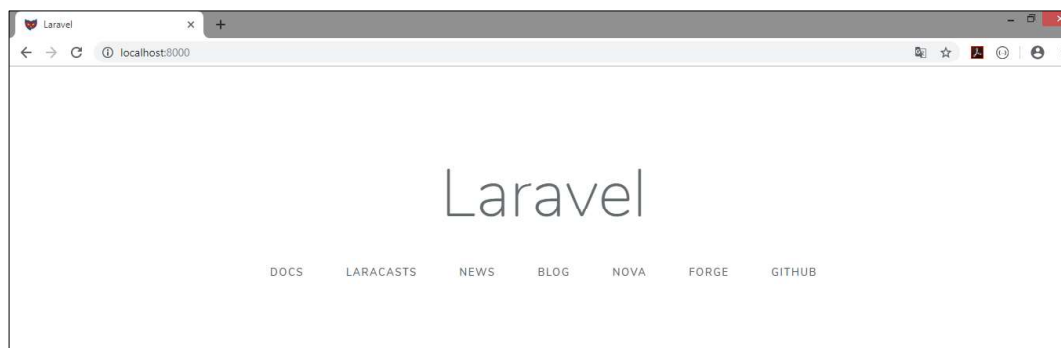 Laravel
localhost:8000
Laravel
DOCS LARACASTS NEWS BLOG NOVA FORGE GITHUB